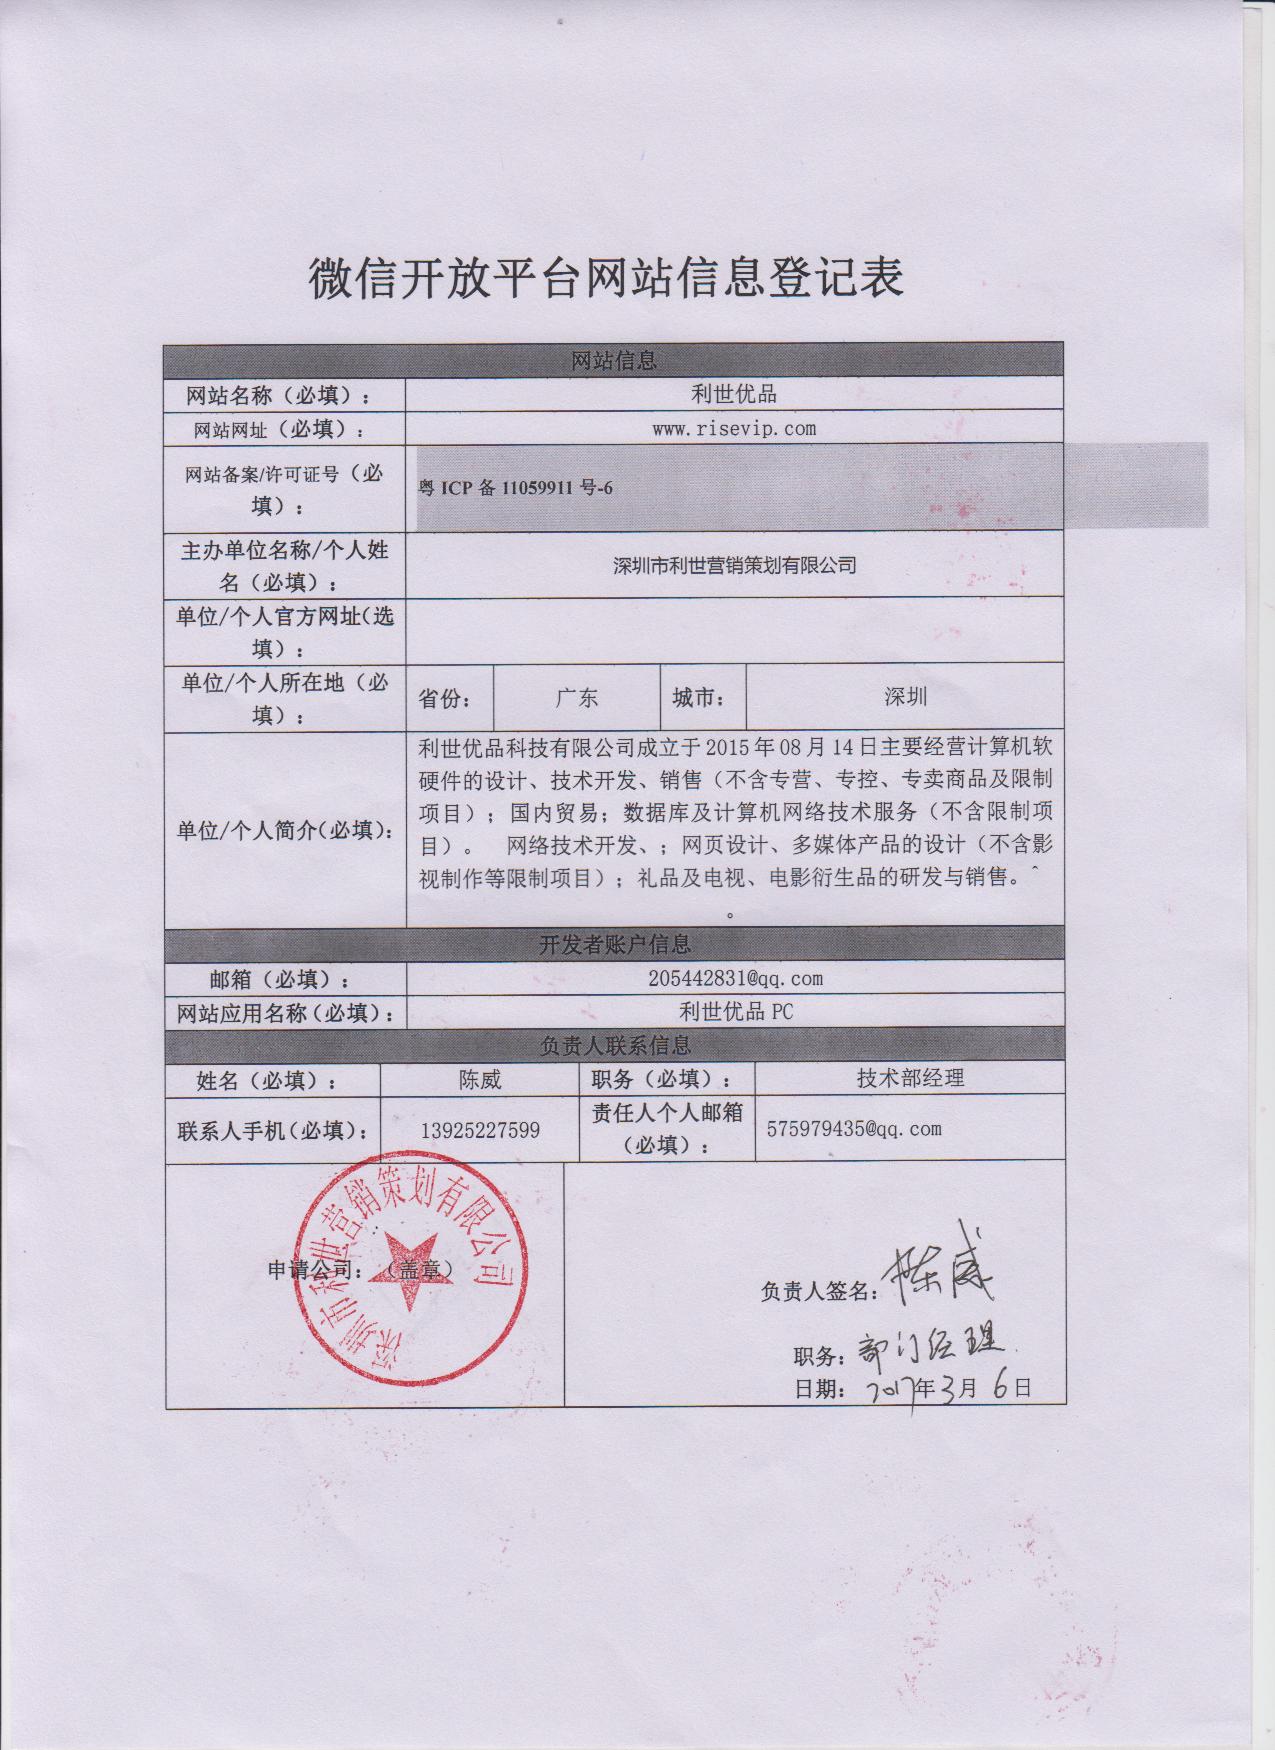 微信开放平台网站信息登记表
网站信息
网站名称（必填）： 利世优品
网站网址（必填）： www.risevip.com
网站备案/许可证号（必
填）：
粤 ICP 备 11059911 号-6
主办单位名称/个人姓
名（必填）：
深圳市利世营销策划有限公司
单位/个人官方网址(选
填）：
单位/个人所在地（必
填）：
省份： 广东 城市： 深圳
单位/个人简介(必填)：
利世优品科技有限公司成立于 2015 年 08 月 14 日主要经营计算机软
硬件的设计、技术开发、销售（不含专营、专控、专卖商品及限制
项目）；国内贸易；数据库及计算机网络技术服务（不含限制项
目）。 网络技术开发、；网页设计、多媒体产品的设计（不含影
视制作等限制项目）；礼品及电视、电影衍生品的研发与销售。^
。
开发者账户信息
邮箱（必填）： 205442831@qq.com
网站应用名称(必填)： 利世优品 PC
负责人联系信息
姓名（必填）： 陈威 职务（必填）： 技术部经理
联系人手机(必填)： 13925227599
责任人个人邮箱
（必填）：
575979435@qq.com
深圳市利世营销策划有限公司
申请公司：（盖章）
负责人签名：陈威
职务：部门经理
日期：2017年3月6日